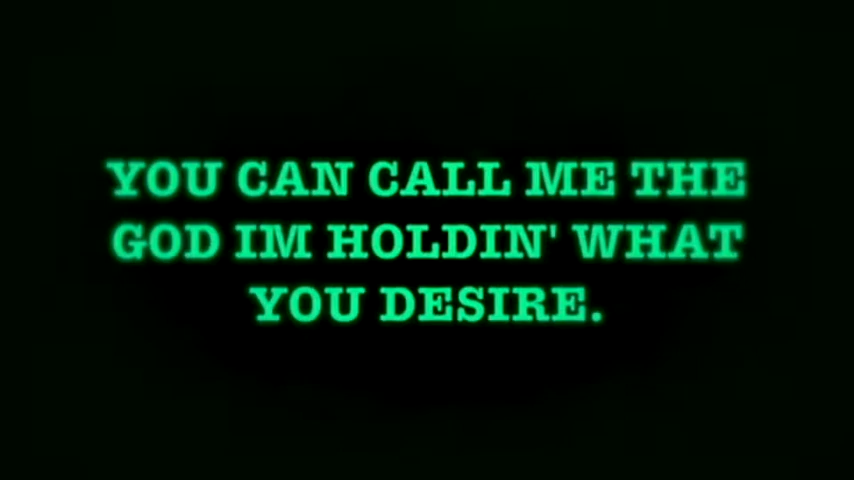 YOU CAN CALL ME THE
GOD IM HOLDIN' WHAT
YOU DESIRE.